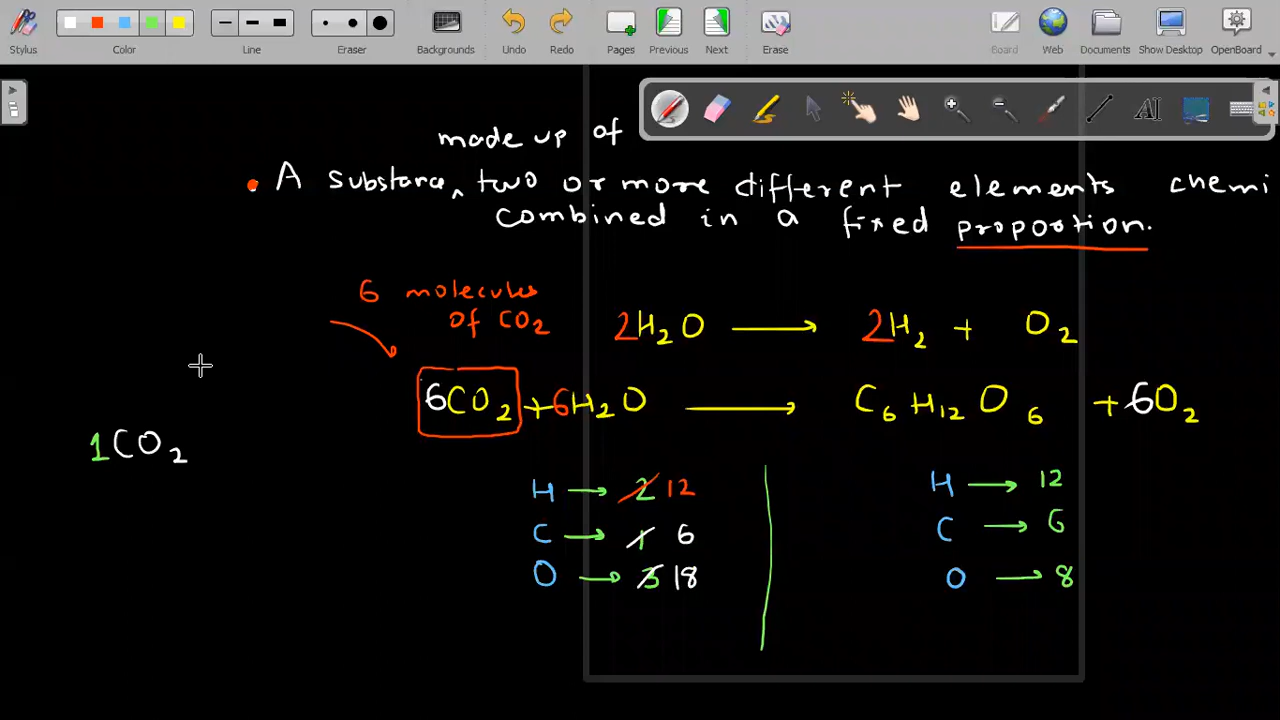 Stylus Color Line Eraser Backgrounds Undo Redo Pages Previous Next Erase Board Web Documents Show Desktop OpenBoard
made up of
• A substance, ^ two or more different elements chemi
combined in a fixed proportion.
6 molecules
of CO2
2H2O → 2H2 + O2
6CO2 + 6H2O → C6H12O6 + 6O2
1CO2
H → 2 12
H → 12
C → 1 6
C → 6
O → 3 18
O → 8